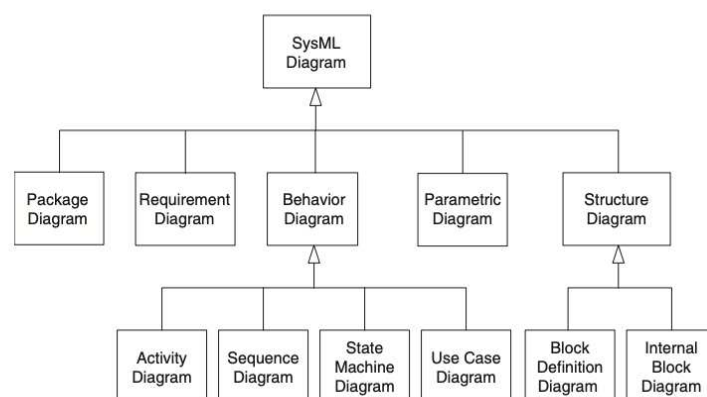 SysML
Diagram
Package
Diagram
Requirement
Diagram
Behavior
Diagram
Parametric
Diagram
Structure
Diagram
Activity
Diagram
Sequence
Diagram
State
Machine
Diagram
Use Case
Diagram
Block
Definition
Diagram
Internal
Block
Diagram